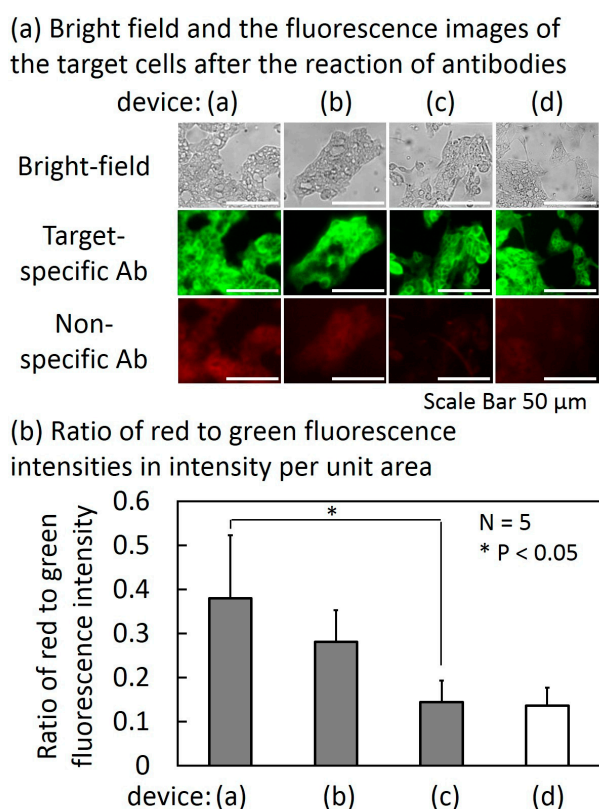 (a) Bright field and the fluorescence images of
the target cells after the reaction of antibodies
device: (a) (b) (c) (d)
Bright-field
Target-
specific Ab
Non-
specific Ab
Scale Bar 50 μm
(b) Ratio of red to green fluorescence
intensities in intensity per unit area
Ratio of red to green
fluorescence intensity
0.6
0.5
0.4
0.3
0.2
0.1
0
*
N = 5
* P < 0.05
device: (a) (b) (c) (d)